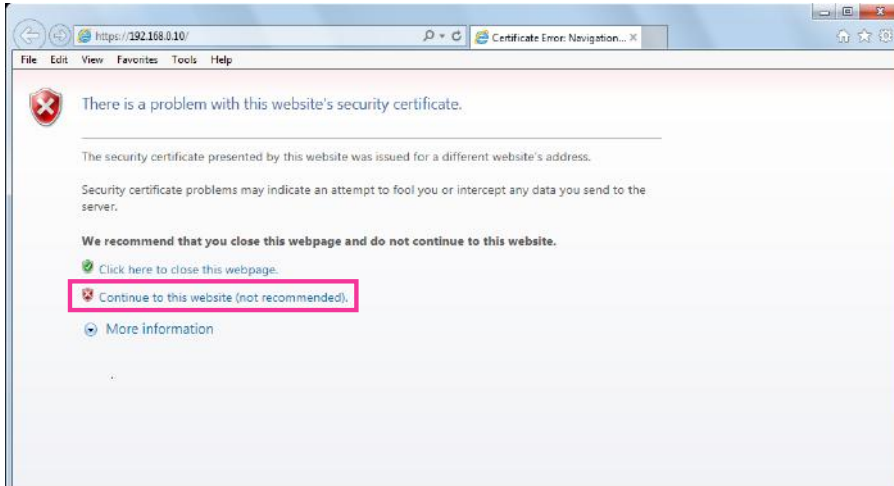 https://192.168.0.10/
Certificate Error: Navigation...
File Edit View Favorites Tools Help
There is a problem with this website's security certificate.
The security certificate presented by this website was issued for a different website's address.
Security certificate problems may indicate an attempt to fool you or intercept any data you send to the
server.
We recommend that you close this webpage and do not continue to this website.
Click here to close this webpage.
Continue to this website (not recommended).
More information